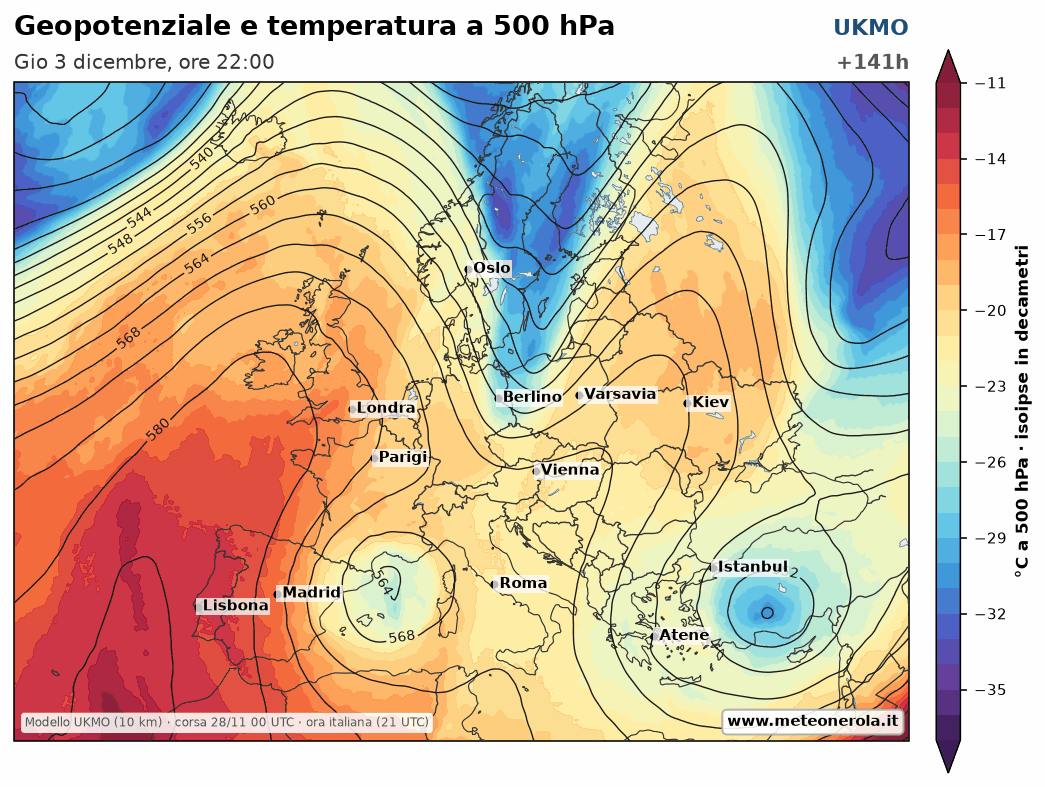 Geopotenziale e temperatura a 500 hPa
UKMO
Gio 3 dicembre, ore 22:00
+141h
540
544
548
556
560
564
568
580
Oslo
Berlino
Varsavia
Kiev
Londra
Parigi
Vienna
Istanbul
Roma
Madrid
Lisbona
Atene
564
568
2
−11
−14
−17
−20
−23
−26
−29
−32
−35
°C a 500 hPa · isoipse in decametri
Modello UKMO (10 km) · corsa 28/11 00 UTC · ora italiana (21 UTC)
www.meteonerola.it